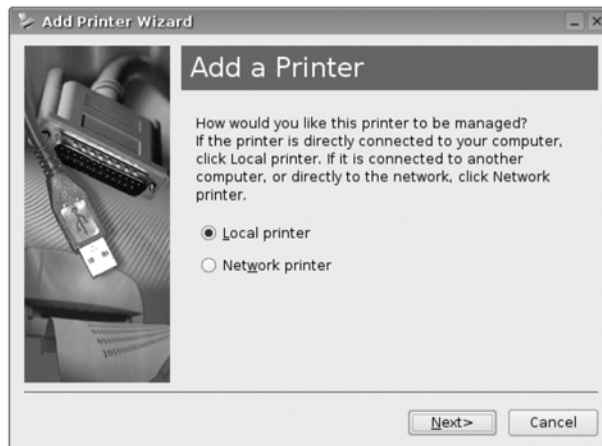 Add Printer Wizard
Add a Printer
How would you like this printer to be managed?
If the printer is directly connected to your computer,
click Local printer. If it is connected to another
computer, or directly to the network, click Network
printer.
Local printer
Network printer
Next>
Cancel